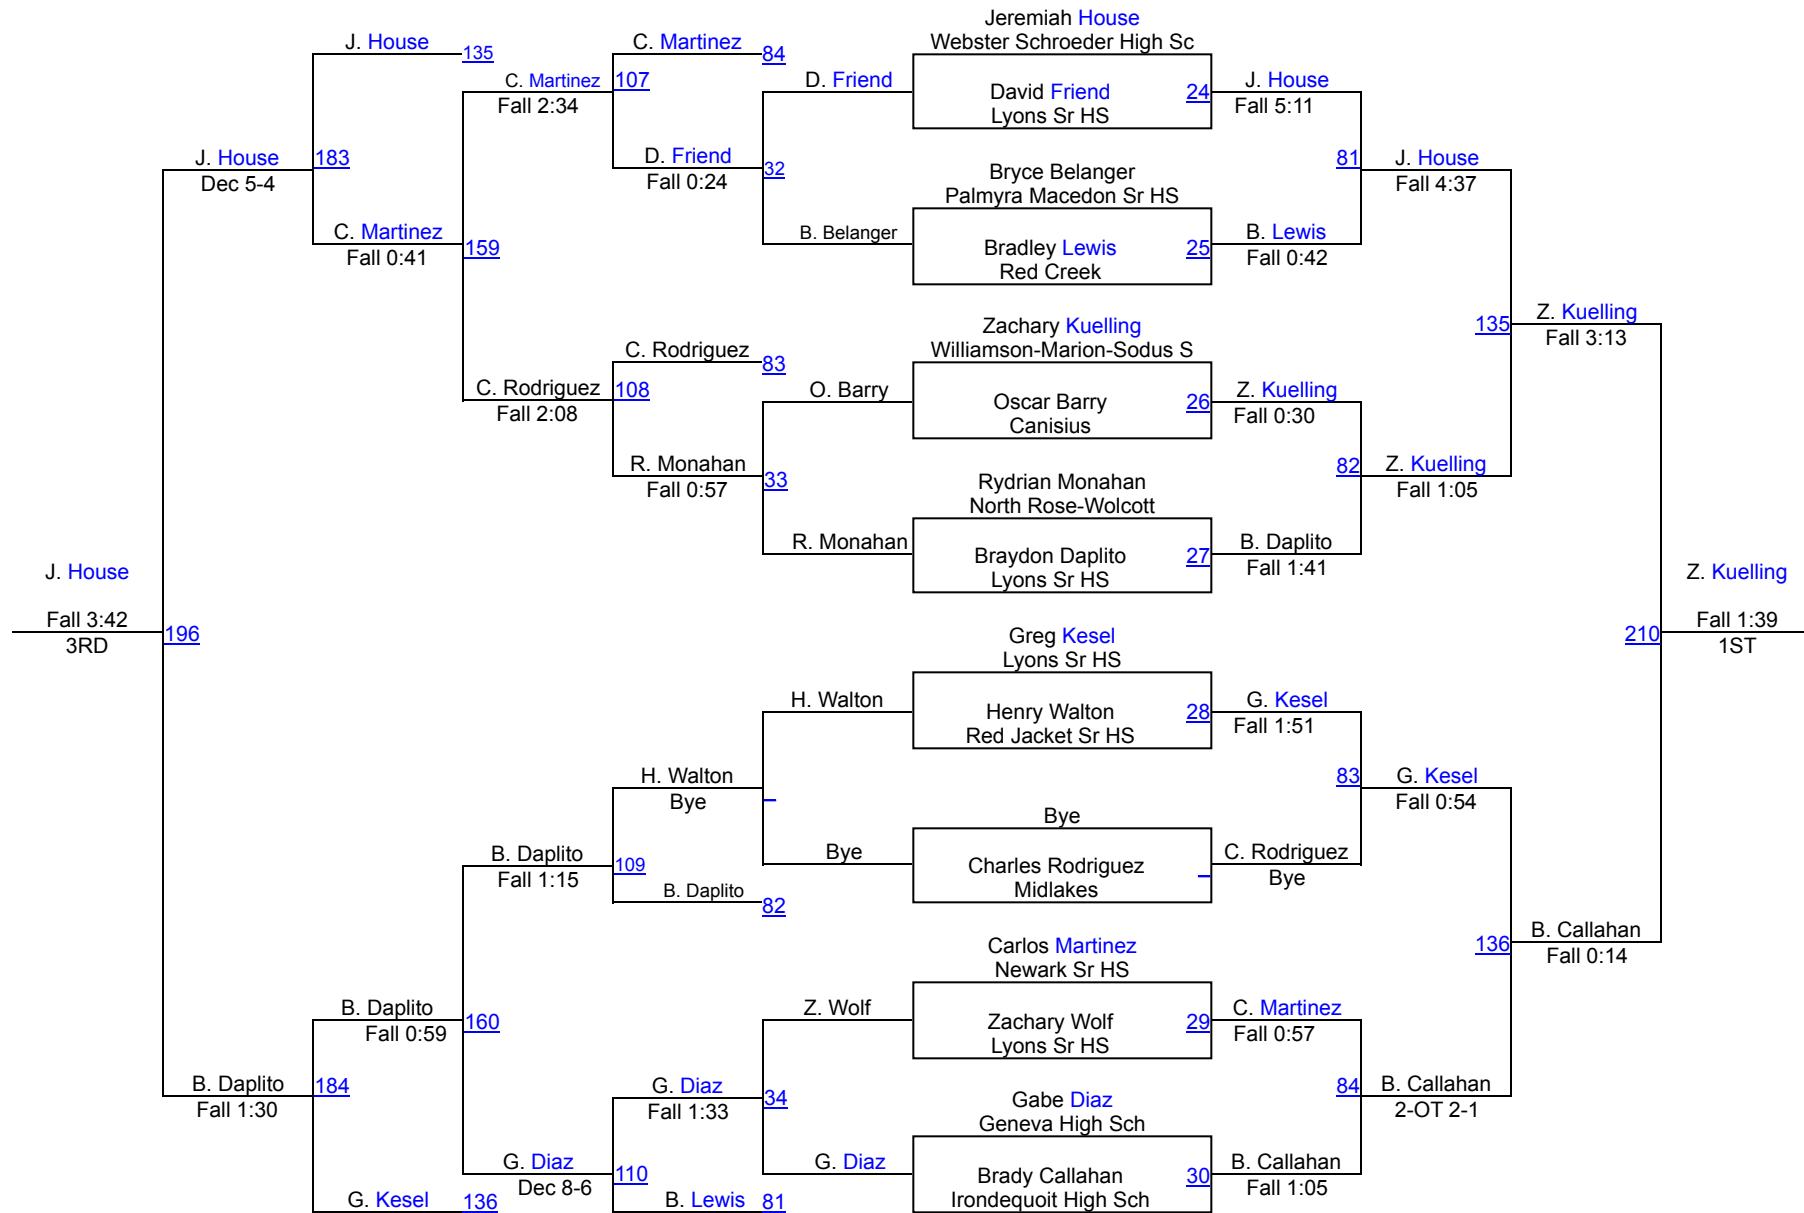 Jeremiah House
J. House
C. Martinez
Webster Schroeder High Sc
135
84
C. Martinez
107
D. Friend
David Friend
24
J. House
Fall 2:34
Lyons Sr HS
Fall 5:11
J. House
183
D. Friend
32
Bryce Belanger
81
J. House
Dec 5-4
Fall 0:24
Palmyra Macedon Sr HS
Fall 4:37
C. Martinez
159
B. Belanger
Bradley Lewis
25
B. Lewis
Fall 0:41
Red Creek
Fall 0:42
Zachary Kuelling
135
Z. Kuelling
C. Rodriguez
83
Williamson-Marion-Sodus S
Fall 3:13
C. Rodriguez
108
O. Barry
Oscar Barry
26
Z. Kuelling
Fall 2:08
Canisius
Fall 0:30
R. Monahan
33
Rydrian Monahan
82
Z. Kuelling
Fall 0:57
North Rose-Wolcott
Fall 1:05
R. Monahan
Braydon Daplito
27
B. Daplito
Lyons Sr HS
Fall 1:41
J. House
Z. Kuelling
Fall 3:42
196
210
Fall 1:39
3RD
1ST
Greg Kesel
Lyons Sr HS
H. Walton
Henry Walton
28
G. Kesel
Red Jacket Sr HS
Fall 1:51
H. Walton
83
G. Kesel
Bye
Fall 0:54
Bye
B. Daplito
109
Bye
Charles Rodriguez
C. Rodriguez
Fall 1:15
Midlakes
Bye
B. Daplito
82
Carlos Martinez
136
B. Callahan
Newark Sr HS
Fall 0:14
B. Daplito
160
Z. Wolf
Zachary Wolf
29
C. Martinez
Fall 0:59
Lyons Sr HS
Fall 0:57
B. Daplito
184
G. Diaz
34
Gabe Diaz
84
B. Callahan
Fall 1:30
Fall 1:33
Geneva High Sch
2-OT 2-1
G. Diaz
110
G. Diaz
Brady Callahan
30
B. Callahan
Dec 8-6
Irondequoit High Sch
Fall 1:05
G. Kesel
136
B. Lewis
81